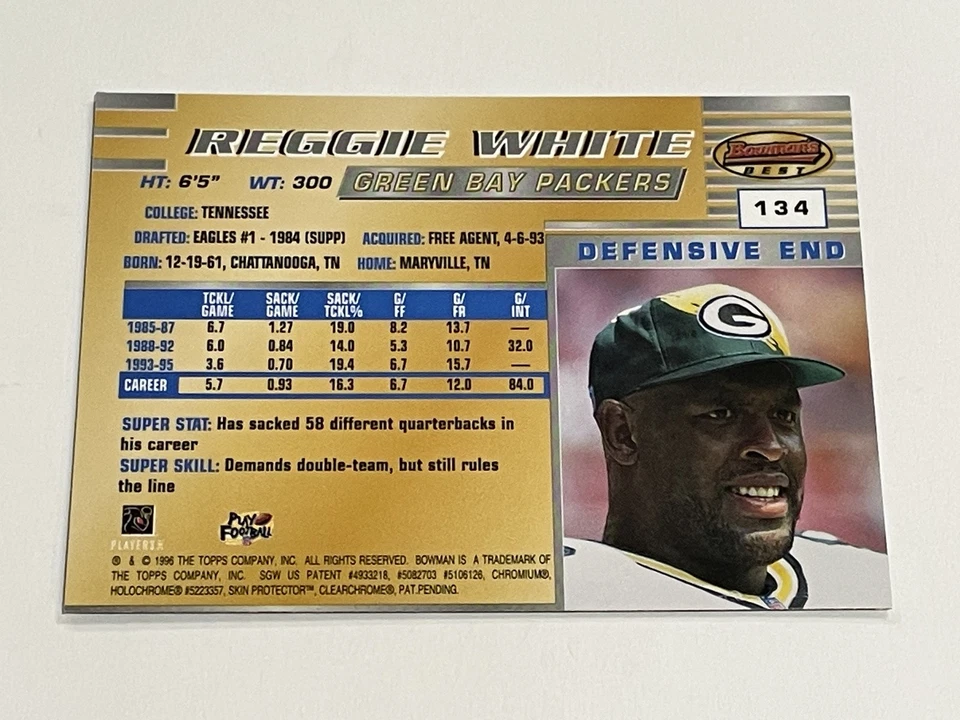 REGGIE WHITE
Bowman's
BEST
HT: 6'5" WT: 300 GREEN BAY PACKERS
134
COLLEGE: TENNESSEE
DRAFTED: EAGLES #1 - 1984 (SUPP) ACQUIRED: FREE AGENT, 4-6-93
BORN: 12-19-61, CHATTANOOGA, TN HOME: MARYVILLE, TN
DEFENSIVE END
TCKL/ SACK/ SACK/ G/ G/ G/
GAME GAME TCKL% FF FR INT
1985-87 6.7 1.27 19.0 8.2 13.7 —
1988-92 6.0 0.84 14.0 5.3 10.7 32.0
1993-95 3.6 0.70 19.4 6.7 15.7 —
CAREER 5.7 0.93 16.3 6.7 12.0 84.0
G
SUPER STAT: Has sacked 58 different quarterbacks in
his career
SUPER SKILL: Demands double-team, but still rules
the line
PLAYERS
PLAY
FOOTBALL
® & © 1996 THE TOPPS COMPANY, INC. ALL RIGHTS RESERVED. BOWMAN IS A TRADEMARK OF
THE TOPPS COMPANY, INC. SGW US PATENT #4933218, #5082703 #5106126, CHROMIUM®,
HOLOCHROME® #5223357, SKIN PROTECTOR™, CLEARCHROME®, PAT.PENDING.